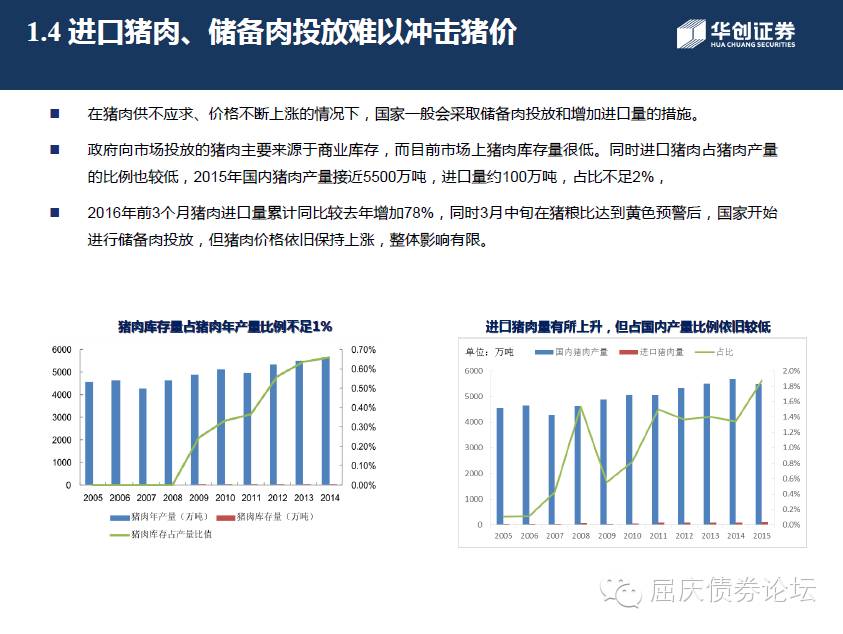 1.4 进口猪肉、储备肉投放难以冲击猪价
华创证券
HUA CHUANG SECURITIES
在猪肉供不应求、价格不断上涨的情况下，国家一般会采取储备肉投放和增加进口量的措施。
政府向市场投放的猪肉主要来源于商业库存，而目前市场上猪肉库存量很低。同时进口猪肉占猪肉产量
的比例也较低，2015年国内猪肉产量接近5500万吨，进口量约100万吨，占比不足2%，
2016年前3个月猪肉进口量累计同比较去年增加78%，同时3月中旬在猪粮比达到黄色预警后，国家开始
进行储备肉投放，但猪肉价格依旧保持上涨，整体影响有限。
猪肉库存量占猪肉年产量比例不足1%
6000
5000
4000
3000
2000
1000
0
0.70%
0.60%
0.50%
0.40%
0.30%
0.20%
0.10%
0.00%
2005 2006 2007 2008 2009 2010 2011 2012 2013 2014
猪肉年产量（万吨） 猪肉库存量（万吨）
猪肉库存占产量比值
进口猪肉量有所上升，但占国内产量比例依旧较低
单位：万吨 国内猪肉产量 进口猪肉量 占比
6000
5000
4000
3000
2000
1000
0
2.0%
1.8%
1.6%
1.4%
1.2%
1.0%
0.8%
0.6%
0.4%
0.2%
0.0%
2005 2006 2007 2008 2009 2010 2011 2012 2013 2014 2015
屈庆债券论坛